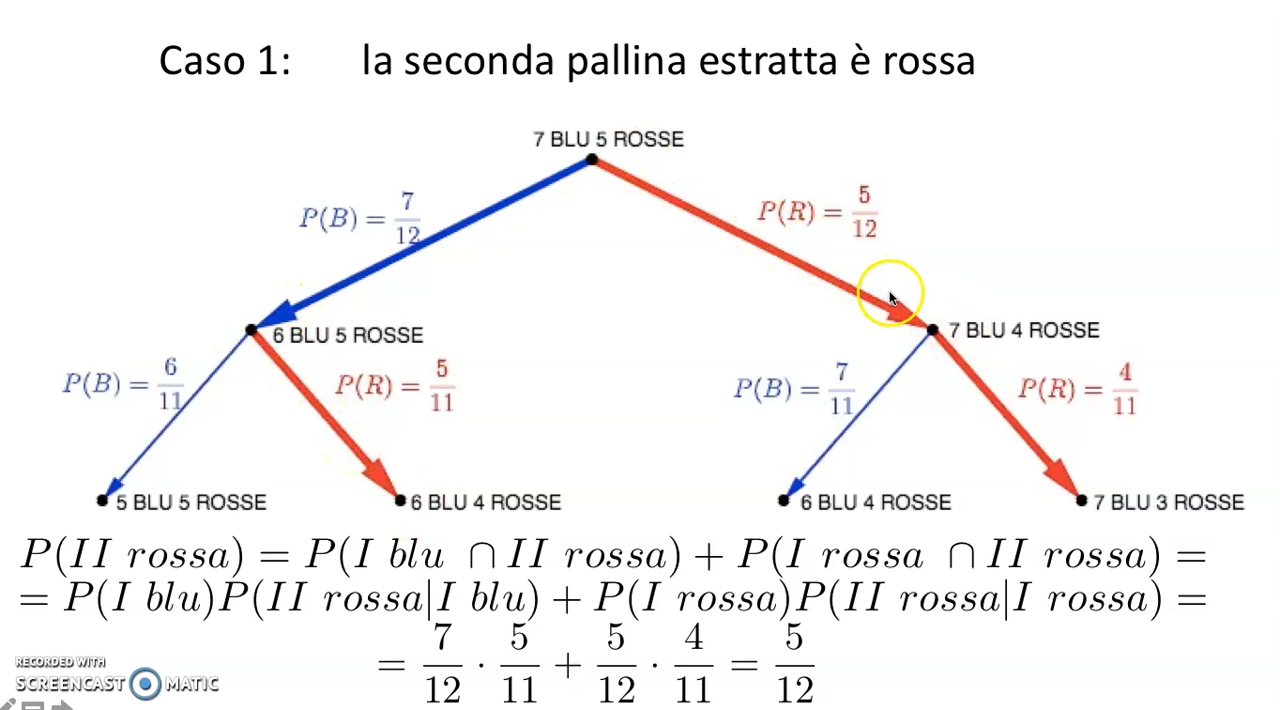 Caso 1: la seconda pallina estratta è rossa
7 BLU 5 ROSSE
P(B) = 7/12
P(R) = 5/12
6 BLU 5 ROSSE
7 BLU 4 ROSSE
P(B) = 6/11
P(R) = 5/11
P(B) = 7/11
P(R) = 4/11
5 BLU 5 ROSSE
6 BLU 4 ROSSE
6 BLU 4 ROSSE
7 BLU 3 ROSSE
P(II rossa) = P(I blu ∩ II rossa) + P(I rossa ∩ II rossa) =
= P(I blu)P(II rossa|I blu) + P(I rossa)P(II rossa|I rossa) =
= 7/12 · 5/11 + 5/12 · 4/11 = 5/12
RECORDED WITH
SCREENCAST MATIC